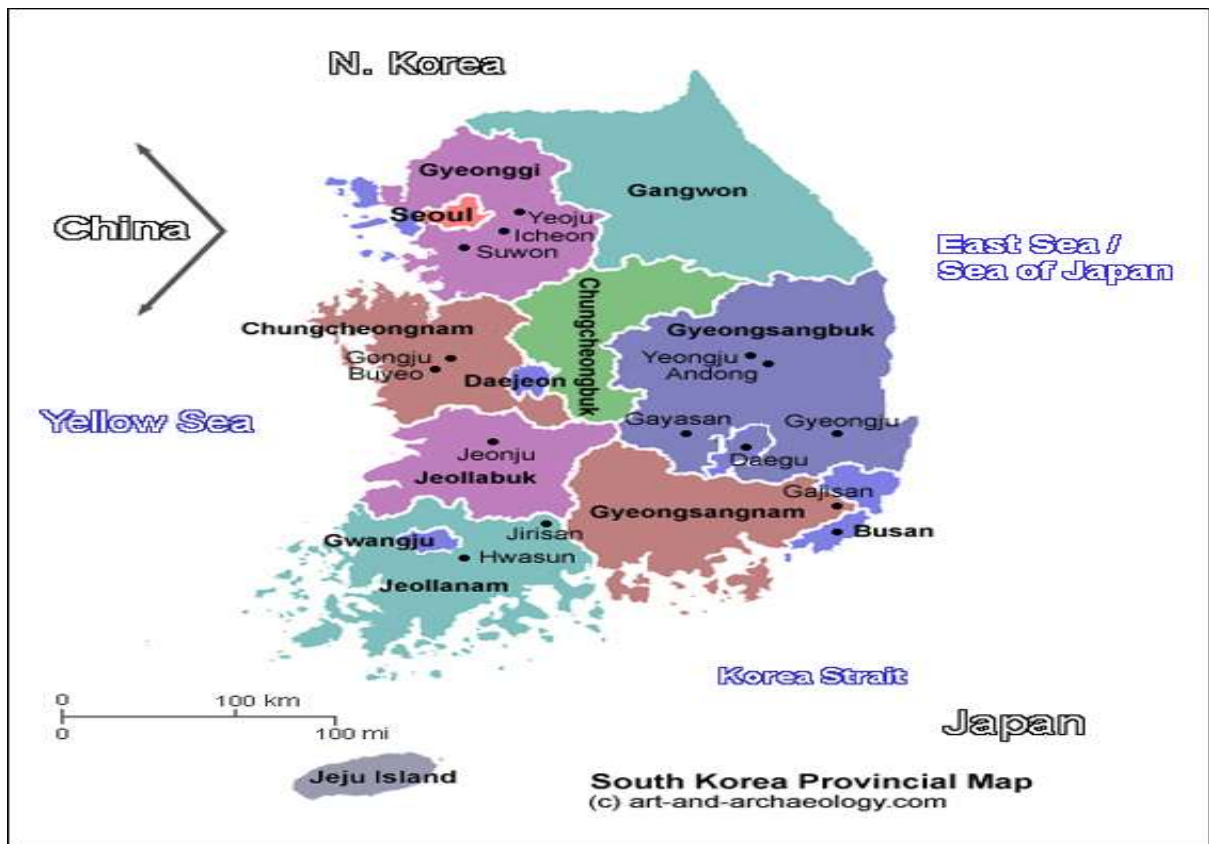 N. Korea
Gyeonggi
Gangwon
China
Seoul
Yeoju
Icheon
Suwon
East Sea /
Sea of Japan
Chungcheongbuk
Chungcheongnam
Gyeongsangbuk
Gongju
Buyeo
Daejeon
Yeongju
Andong
Yellow Sea
Gayasan
Gyeongju
Jeonju
Daegu
Jeollabuk
Gajisan
Gyeongsangnam
Jirisan
Busan
Gwangju
Hwasun
Jeollanam
Korea Strait
0 100 km
0 100 mi
Japan
Jeju Island
South Korea Provincial Map
(c) art-and-archaeology.com